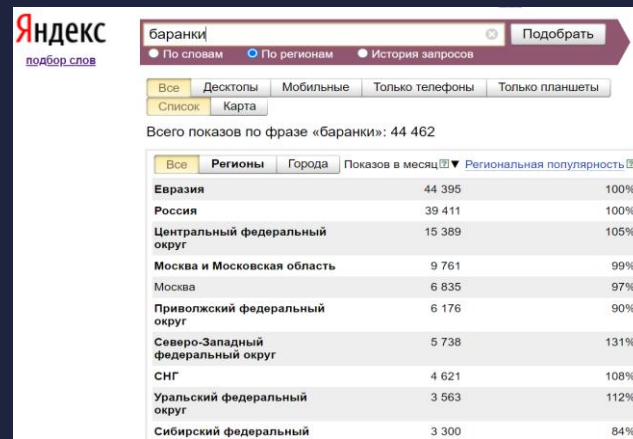 Яндекс
подбор слов
баранки
Подобрать
По словам По регионам История запросов
Все Десктопы Мобильные Только телефоны Только планшеты
Список Карта
Всего показов по фразе «баранки»: 44 462
Все Регионы Города Показов в месяц ? ▼ Региональная популярность ?
Евразия 44 395 100%
Россия 39 411 100%
Центральный федеральный 15 389 105%
округ
Москва и Московская область 9 761 99%
Москва 6 835 97%
Приволжский федеральный 6 176 90%
округ
Северо-Западный 5 738 131%
федеральный округ
СНГ 4 621 108%
Уральский федеральный 3 563 112%
округ
Сибирский федеральный 3 300 84%